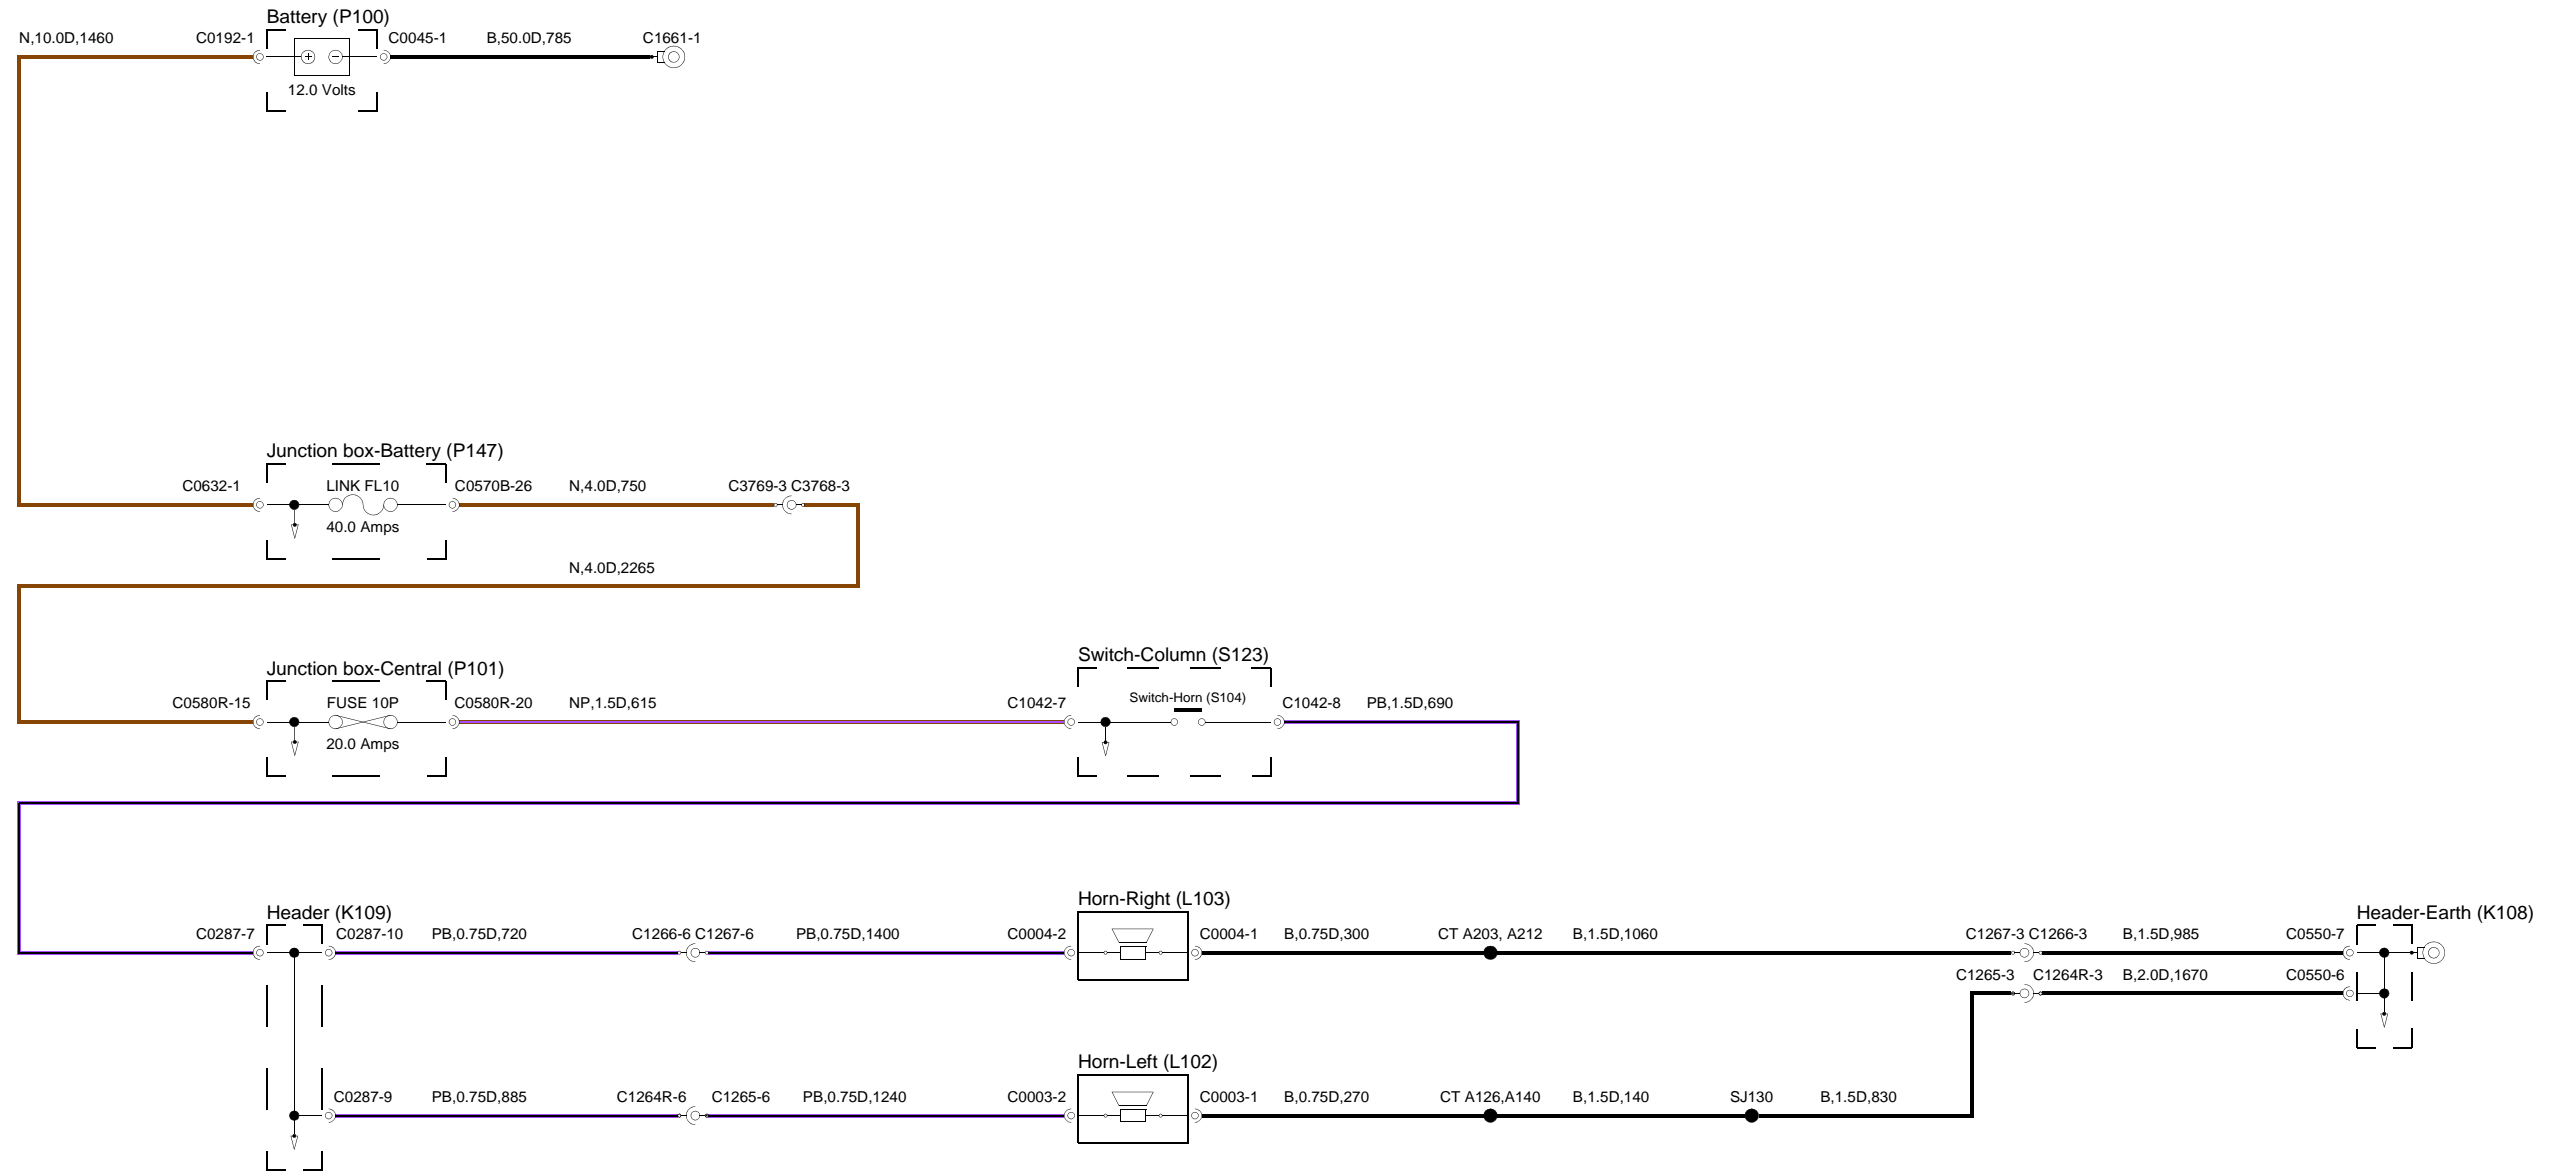 Battery (P100)
N,10.0D,1460 C0192-1 C0045-1 B,50.0D,785 C1661-1
12.0 Volts
Junction box-Battery (P147)
C0632-1 LINK FL10 C0570B-26 N,4.0D,750 C3769-3 C3768-3
40.0 Amps
N,4.0D,2265
Switch-Column (S123)
Junction box-Central (P101)
Switch-Horn (S104)
C0580R-15 FUSE 10P C0580R-20 NP,1.5D,615 C1042-7 C1042-8 PB,1.5D,690
20.0 Amps
Horn-Right (L103)
Header (K109) Header-Earth (K108)
C0287-7 C0287-10 PB,0.75D,720 C1266-6 C1267-6 PB,0.75D,1400 C0004-2 C0004-1 B,0.75D,300 CT A203, A212 B,1.5D,1060 C1267-3 C1266-3 B,1.5D,985 C0550-7
C1265-3 C1264R-3 B,2.0D,1670 C0550-6
Horn-Left (L102)
C0287-9 PB,0.75D,885 C1264R-6 C1265-6 PB,0.75D,1240 C0003-2 C0003-1 B,0.75D,270 CT A126,A140 B,1.5D,140 SJ130 B,1.5D,830